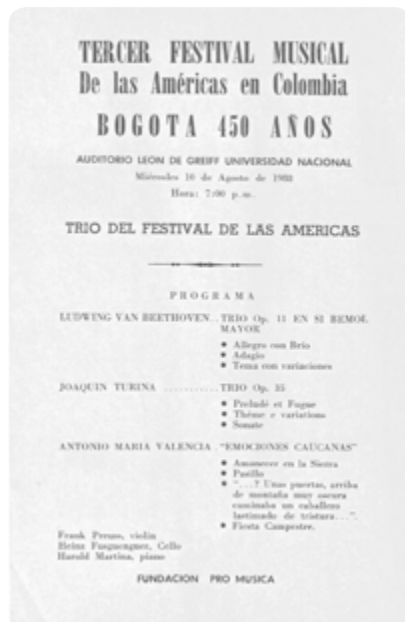 TERCER FESTIVAL MUSICAL
De las Américas en Colombia
BOGOTA 450 AÑOS
AUDITORIO LEON DE GREIFF UNIVERSIDAD NACIONAL
Miércoles 10 de Agosto de 1988
Hora: 7:00 p.m.
TRIO DEL FESTIVAL DE LAS AMERICAS
PROGRAMA
LUDWING VAN BEETHOVEN .. TRIO Op. 11 EN SI BEMOL
MAYOR
• Allegro con Brío
• Adagio
• Tema con variaciones
JOAQUIN TURINA ........... TRIO Op. 35
• Preludé et Fugue
• Thème e variations
• Sonate
ANTONIO MARIA VALENCIA . "EMOCIONES CAUCANAS"
• Amanecer en la Sierra
• Pasillo
• "...? Unas puertas, arriba
de montaña muy oscura
caminaba un caballero
lastimado de tristura...".
• Fiesta Campestre.
Frank Preuss, violín
Heinz Cello
Harold Martina, piano
FUNDACION PRO MUSICA